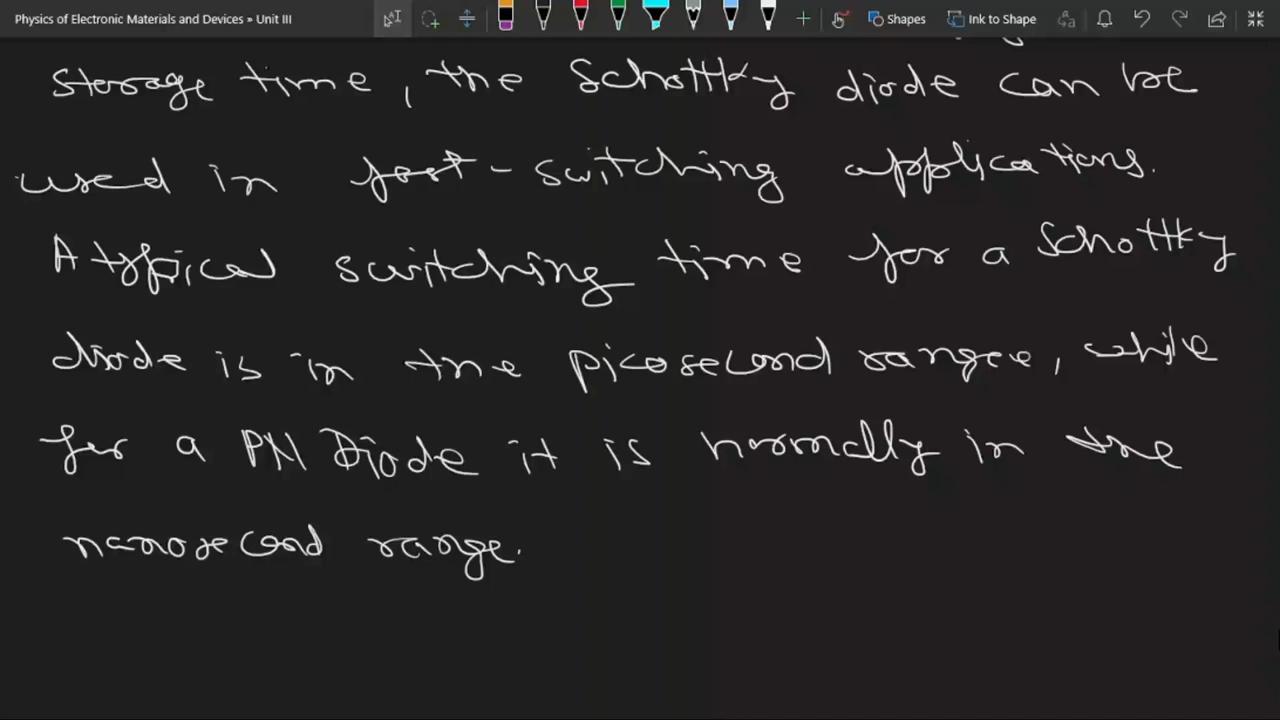 Physics of Electronic Materials and Devices » Unit III
Shapes
Ink to Shape
storage time, the Schottky diode can be
used in fast-switching applications.
A typical switching time for a Schottky
diode is in the picosecond rangee, while
for a PN Diode it is normally in the
nanosecond range.